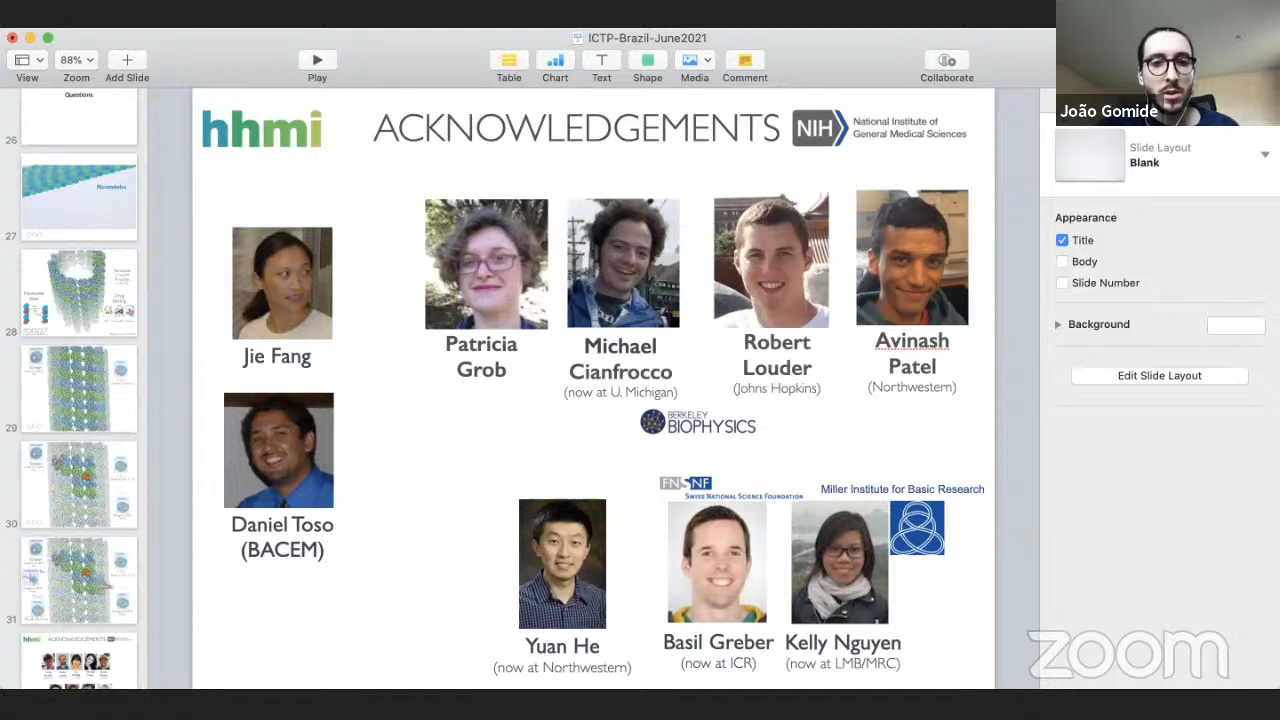 ICTP-Brazil-June2021
88%
View
Zoom
Add Slide
Play
Table
Chart
Text
Shape
Media
Comment
Collaborate
João Gomide
Questions
26
27
28
29
30
31
hhmi
ACKNOWLEDGEMENTS
hhmi
ACKNOWLEDGEMENTS
NIH
National Institute of
General Medical Sciences
Jie Fang
Patricia
Grob
Michael
Cianfrocco
(now at U. Michigan)
Robert
Louder
(Johns Hopkins)
Avinash
Patel
(Northwestern)
BERKELEY
BIOPHYSICS
Daniel Toso
(BACEM)
FNSNF
SWISS NATIONAL SCIENCE FOUNDATION
Miller Institute for Basic Research
Yuan He
(now at Northwestern)
Basil Greber
(now at ICR)
Kelly Nguyen
(now at LMB/MRC)
Slide Layout
Blank
Appearance
Title
Body
Slide Number
Background
Edit Slide Layout
zoom